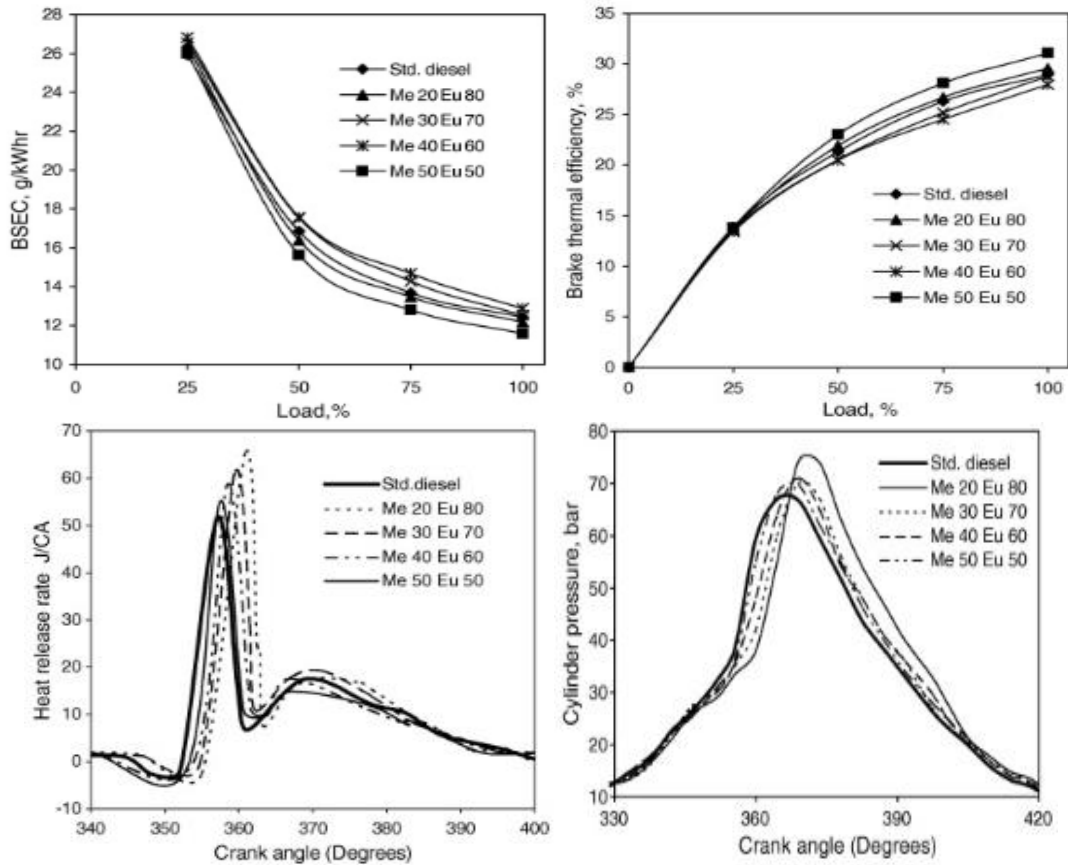 28
26
24
22
20
18
16
14
12
10
BSEC, g/kWhr
Std. diesel
Me 20 Eu 80
Me 30 Eu 70
Me 40 Eu 60
Me 50 Eu 50
0 25 50 75 100
Load, %
35
30
25
20
15
10
5
0
Brake thermal efficiency, %
Std. diesel
Me 20 Eu 80
Me 30 Eu 70
Me 40 Eu 60
Me 50 Eu 50
0 25 50 75 100
Load, %
70
60
50
40
30
20
10
0
-10
Heat release rate J/CA
Std.diesel
Me 20 Eu 80
Me 30 Eu 70
Me 40 Eu 60
Me 50 Eu 50
340 350 360 370 380 390 400
Crank angle (Degrees)
80
70
60
50
40
30
20
10
Cylinder pressure, bar
Std. diesel
Me 20 Eu 80
Me 30 Eu 70
Me 40 Eu 60
Me 50 Eu 50
330 360 390 420
Crank angle (Degrees)